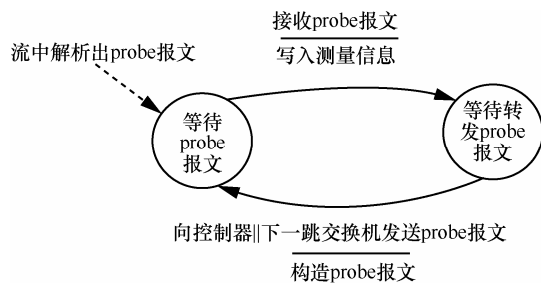 接收probe报文
流中解析出probe报文
写入测量信息
等待
probe
报文
等待转
发probe
报文
向控制器||下一跳交换机发送probe报文
构造probe报文